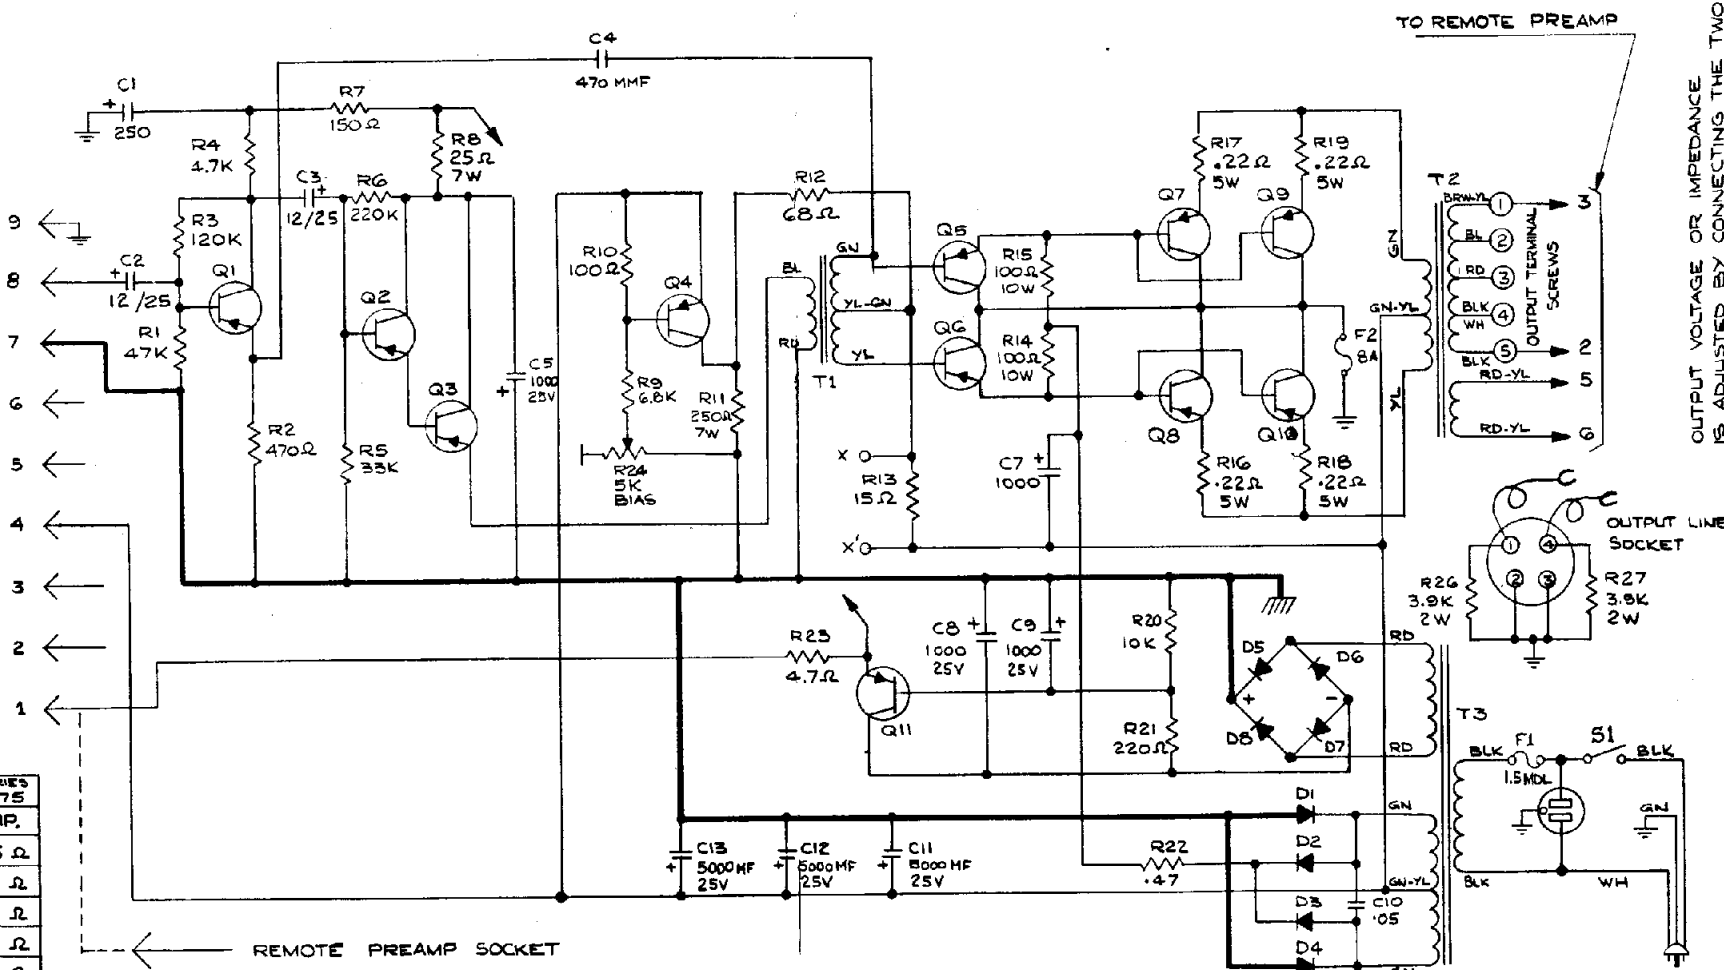 TO REMOTE PREAMP
OUTPUT VOLTAGE OR IMPEDANCE
IS ADJUSTED BY CONNECTING THE TWO
C4
470 MMF
C1
+
250
R7
150Ω
R4
4.7K
R8
25Ω
7W
C3
+
12/25
R6
220K
R3
120K
C2
+
12/25
Q1
R1
47K
Q2
Q3
R2
470Ω
R5
33K
C5
1000
25V
+
9
8
7
6
5
4
3
2
1
R10
100Ω
Q4
R9
6.8K
R11
250Ω
7W
R24
5K
BIAS
R12
68Ω
BL
RD
GN
YL-GN
YL
T1
X
R13
15Ω
X'
Q5
Q6
R15
100Ω
10W
R14
100Ω
10W
C7
1000
+
Q7
Q8
Q9
Q10
R17
.22Ω
5W
R19
.22Ω
5W
R16
.22Ω
5W
R18
.22Ω
5W
F2
8A
GN
GN-YL
YL
T2
BRW-YL
BL
RD
BLK
WH
BLK
RD-YL
RD-YL
1
2
3
4
5
OUTPUT TERMINAL
SCREWS
3
2
5
6
OUTPUT LINE
SOCKET
1
4
2
3
R26
3.9K
2W
R27
3.9K
2W
R23
4.7Ω
Q11
C8
+
1000
25V
C9
+
1000
25V
R20
10K
R21
220Ω
D5
D6
D8
D7
+
-
RD
RD
T3
BLK
F1
1.5MDL
S1
BLK
GN
BLK
WH
D1
D2
D3
D4
GN
GN-YL
C10
.05
R22
.47
C13
5000MF
25V
+
C12
5000MF
25V
+
C11
5000MF
25V
+
REMOTE PREAMP SOCKET
75
Ω
Ω
Ω
Ω